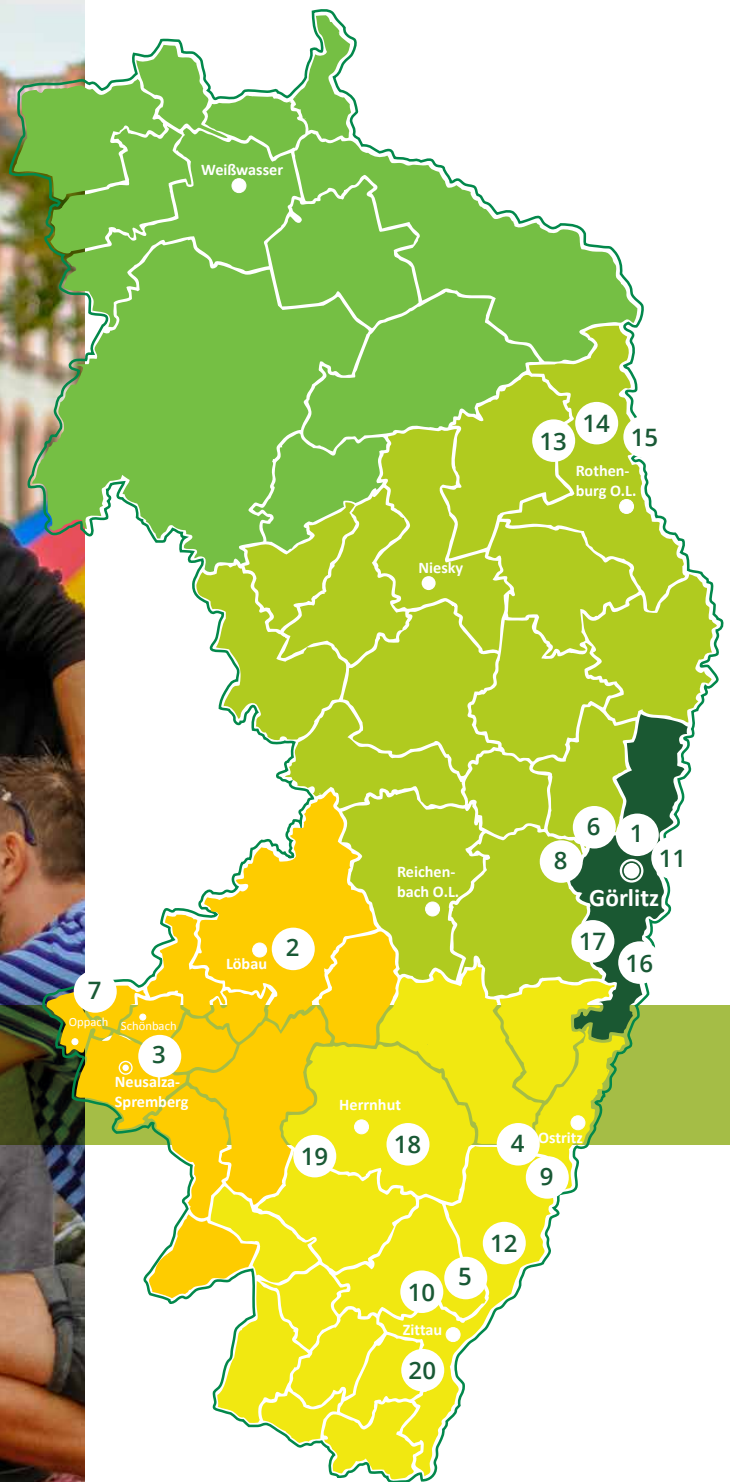 Weißwasser
14
13
15
Rothen-
burg O.L.
Niesky
6
1
8
11
Reichen-
bach O.L.
Görlitz
17
2
Löbau
16
7
Oppach
Schönbach
3
Neusalza-
Spremberg
Herrnhut
18
4
Ostritz
19
9
12
5
10
Zittau
20